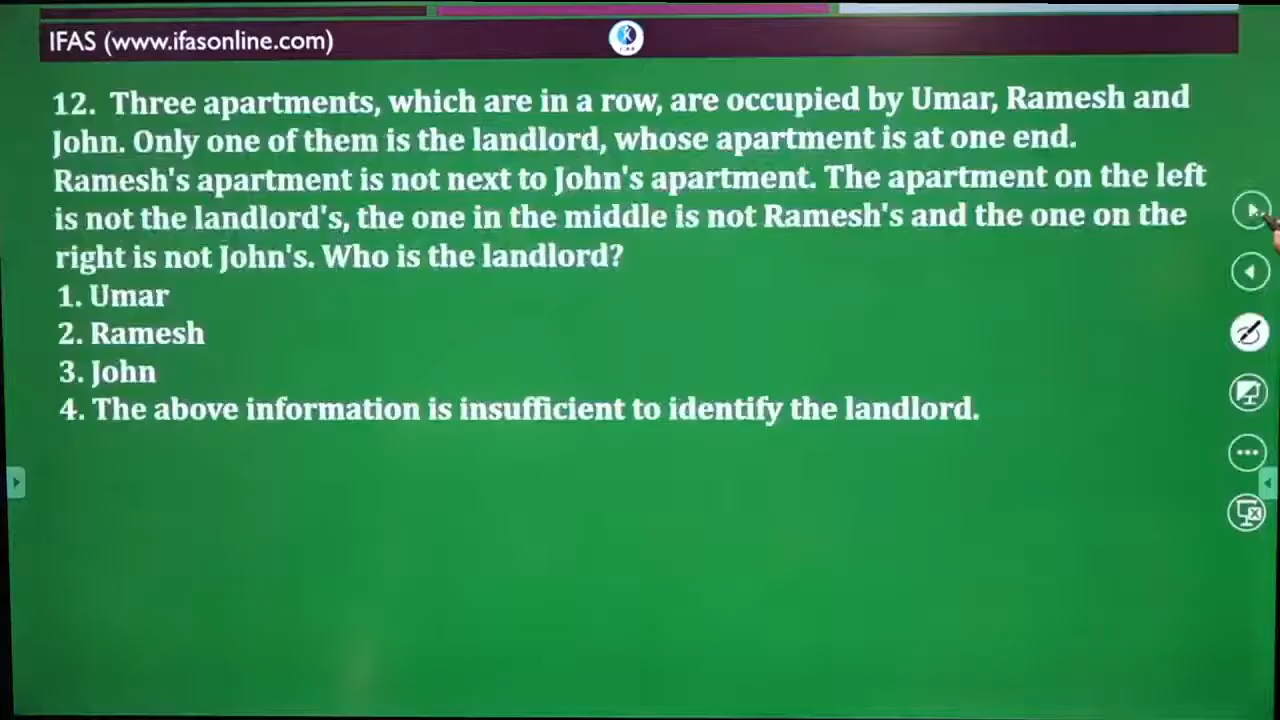 IFAS (www.ifasonline.com)
12. Three apartments, which are in a row, are occupied by Umar, Ramesh and
John. Only one of them is the landlord, whose apartment is at one end.
Ramesh's apartment is not next to John's apartment. The apartment on the left
is not the landlord's, the one in the middle is not Ramesh's and the one on the
right is not John's. Who is the landlord?
1. Umar
2. Ramesh
3. John
4. The above information is insufficient to identify the landlord.